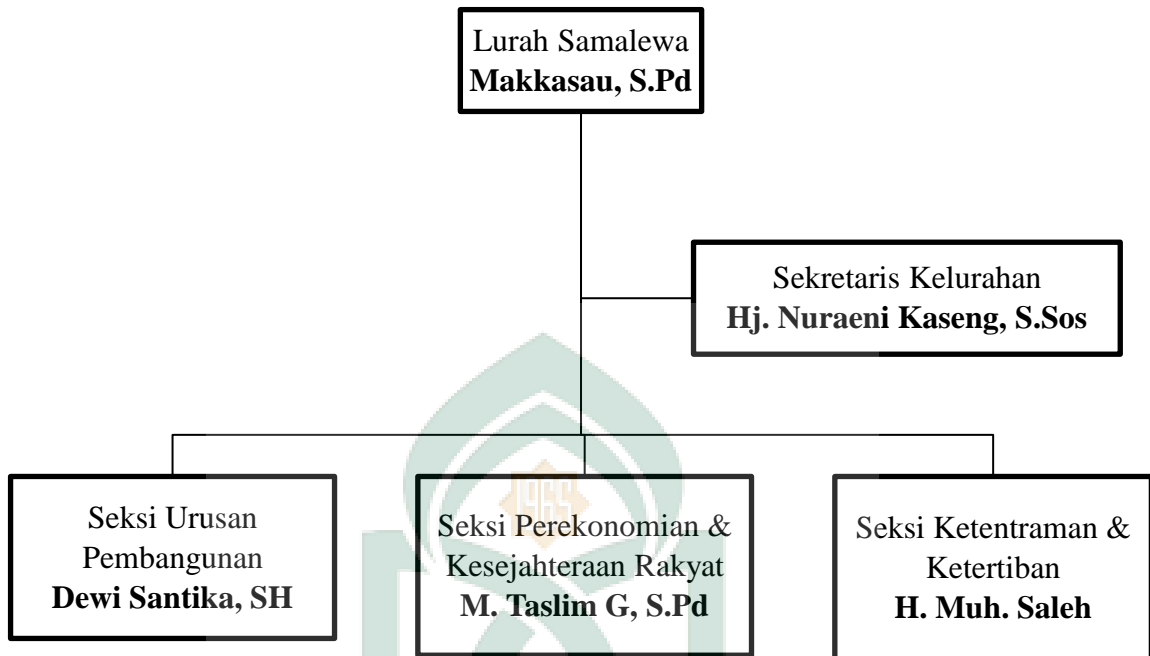 Lurah Samalewa
Makkasau, S.Pd
Sekretaris Kelurahan
Hj. Nuraeni Kaseng, S.Sos
Seksi Urusan
Pembangunan
Dewi Santika, SH
Seksi Perekonomian &
Kesejahteraan Rakyat
M. Taslim G, S.Pd
Seksi Ketentraman &
Ketertiban
H. Muh. Saleh
1965